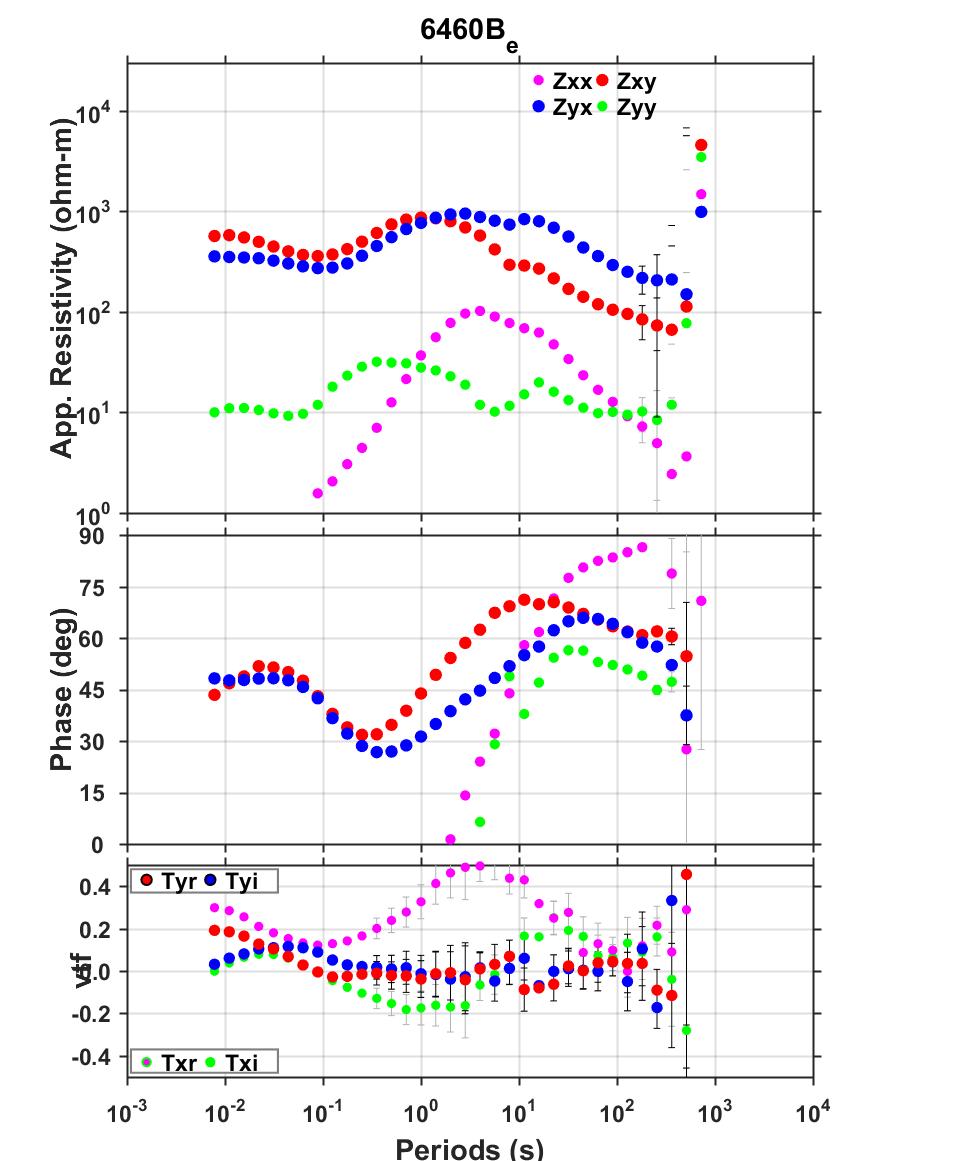 6460Be
Zxx Zxy
Zyx Zyy
App. Resistivity (ohm-m)
10^4
10^3
10^2
10^1
10^0
Phase (deg)
90
75
60
45
30
15
0
Tyr Tyi
vtf
0.4
0.2
0.0
-0.2
-0.4
Txr Txi
10^-3 10^-2 10^-1 10^0 10^1 10^2 10^3 10^4
Periods (s)